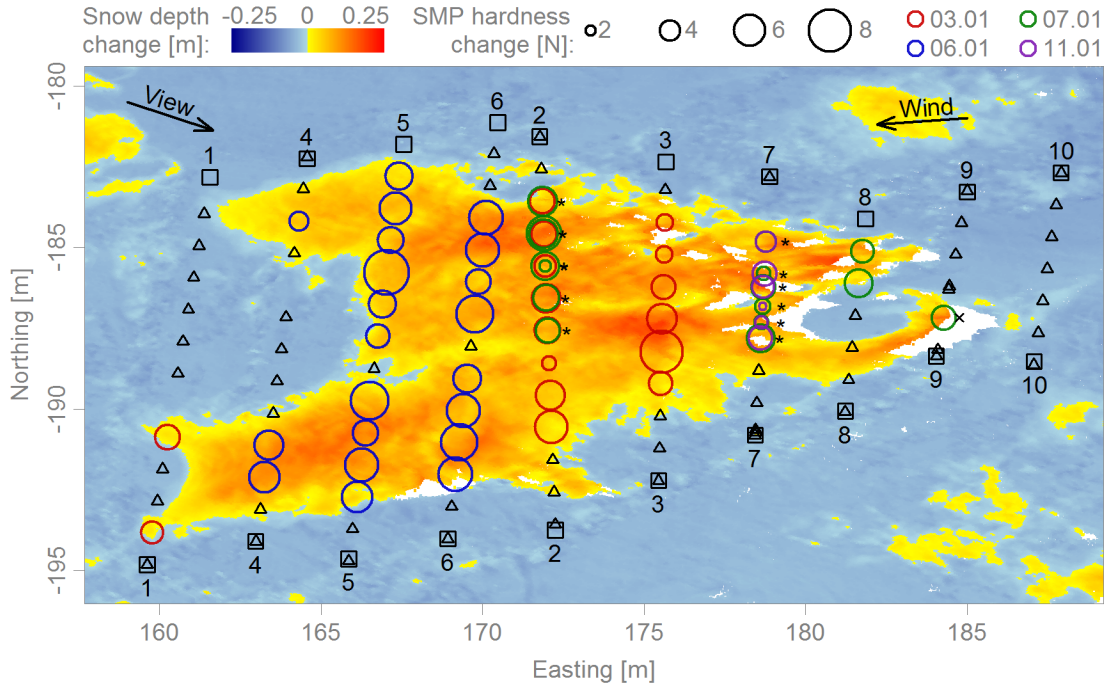 Snow depth change [m]: -0.25 0 0.25
SMP hardness change [N]: 2 4 6 8
03.01 07.01
06.01 11.01
View
Wind
1 4 5 6 2 3 7 8 9 10
* * * * *
* * * * * *
×
1 4 5 6 2 3 7 8 9 10
-180
-185
-190
-195
Northing [m]
160 165 170 175 180 185
Easting [m]